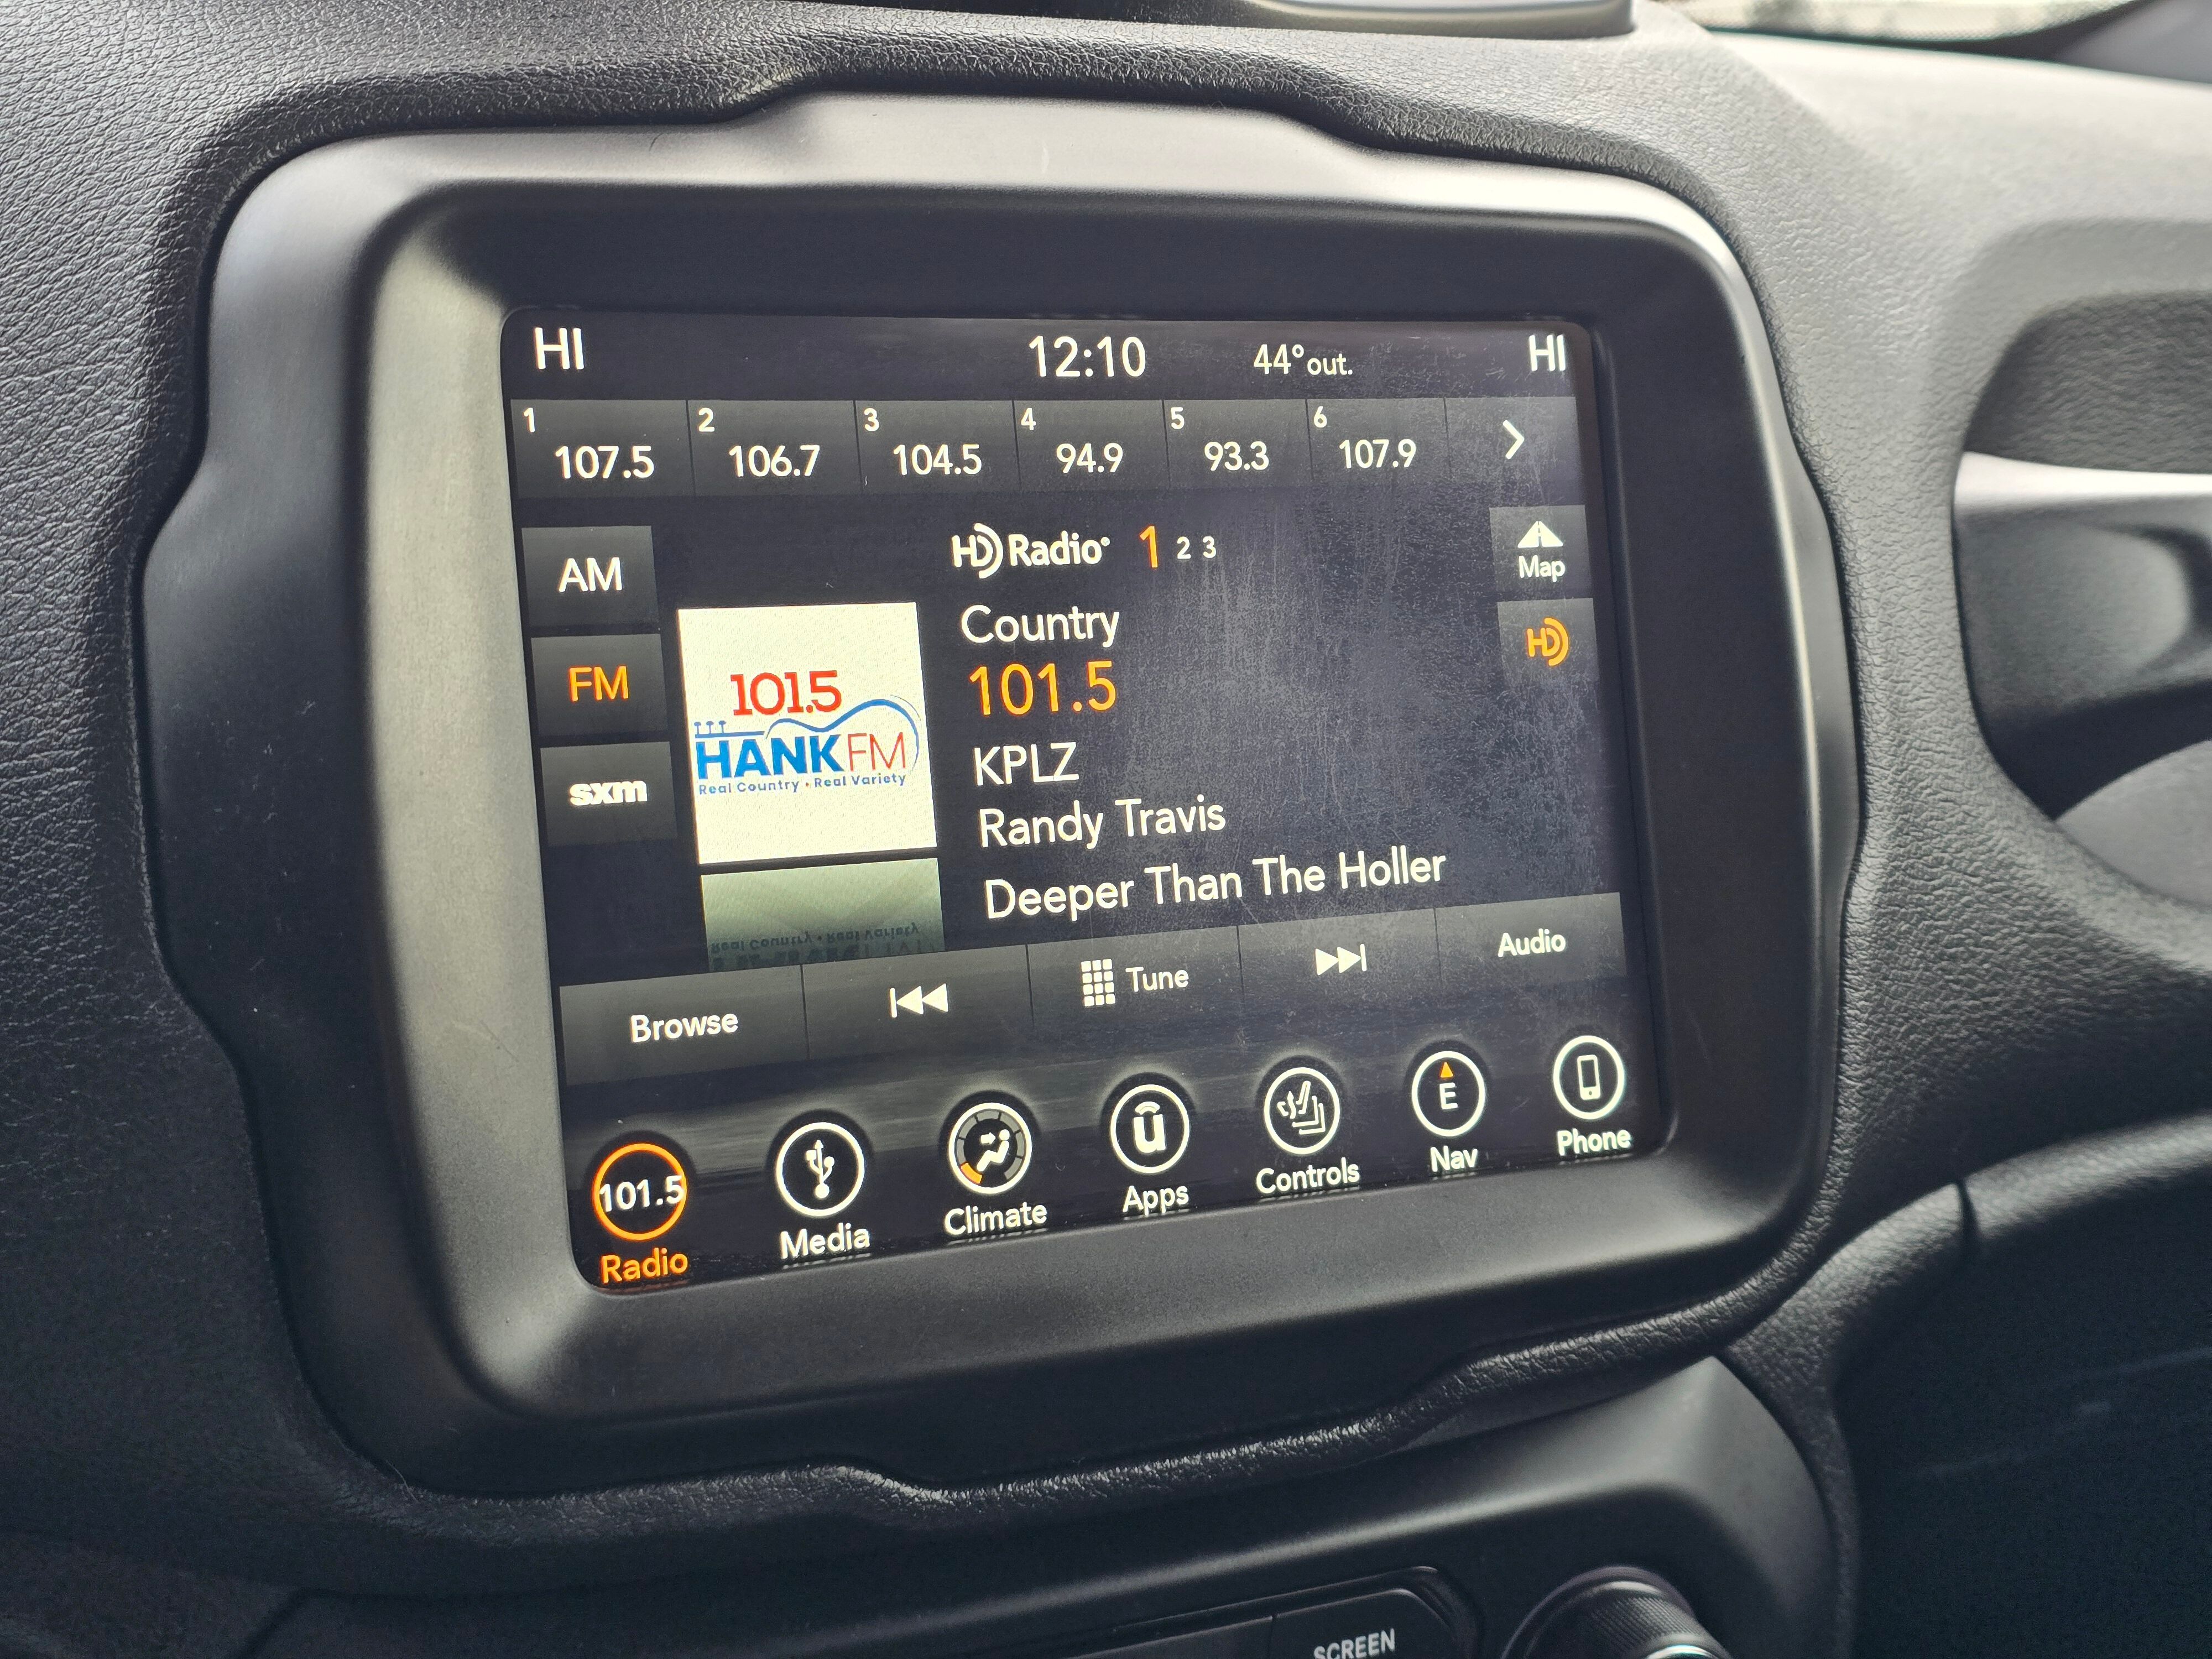 HI 12:10 44° out. HI
1 2 3 4 5 6
107.5 106.7 104.5 94.9 93.3 107.9
HD Radio 1 2 3
AM
FM
sxm
101.5
HANKFM
Real Country • Real Variety
Country
101.5
KPLZ
Randy Travis
Deeper Than The Holler
Map
HD
Browse Tune Audio
101.5 u E
Radio Media Climate Apps Controls Nav Phone
SCREEN